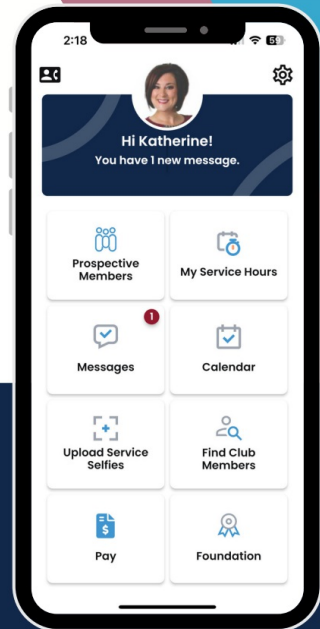 2:18
Hi Katherine!
You have 1 new message.
Prospective
Members
My Service Hours
1
Messages
Calendar
Upload Service
Selfies
Find Club
Members
$
Pay
Foundation